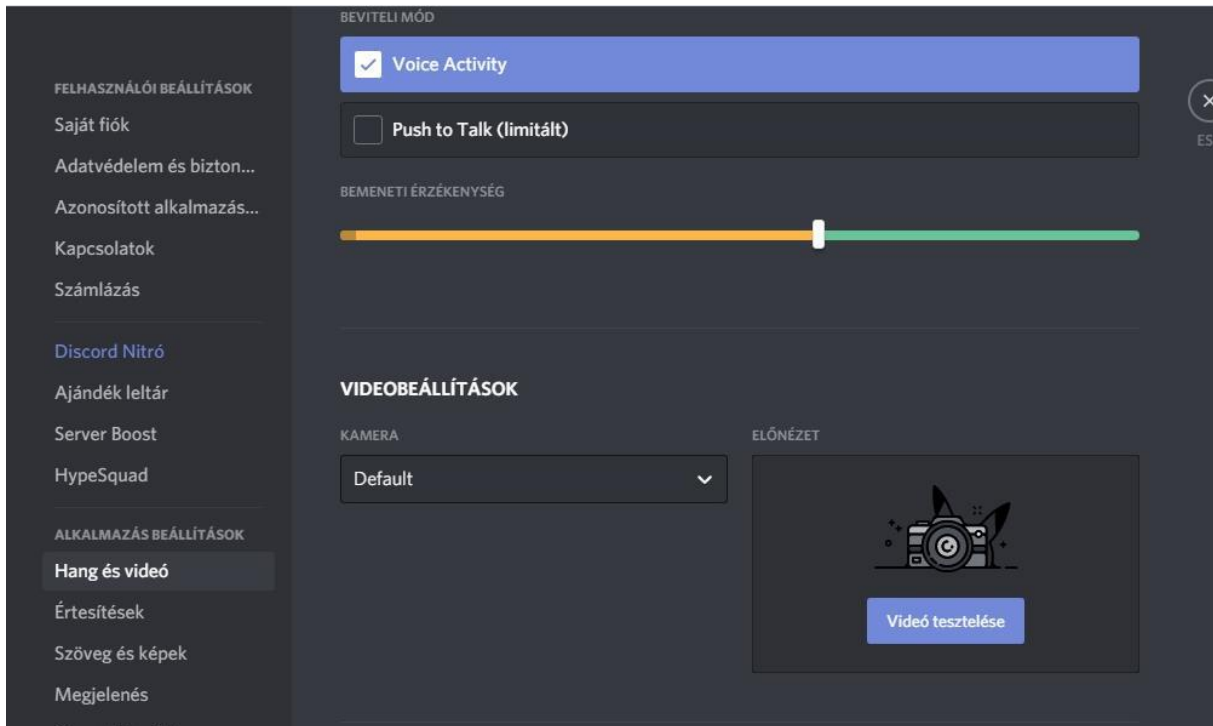 FELHASZNÁLÓI BEÁLLÍTÁSOK
Saját fiók
Adatvédelem és bizton...
Azonosított alkalmazás...
Kapcsolatok
Számlázás
Discord Nitró
Ajándék leltár
Server Boost
HypeSquad
ALKALMAZÁS BEÁLLÍTÁSOK
Hang és videó
Értesítések
Szöveg és képek
Megjelenés
BEVITELI MÓD
Voice Activity
Push to Talk (limitált)
BEMENETI ÉRZÉKENYSÉG
VIDEOBEÁLLÍTÁSOK
KAMERA
Default
ELŐNÉZET
Videó tesztelése